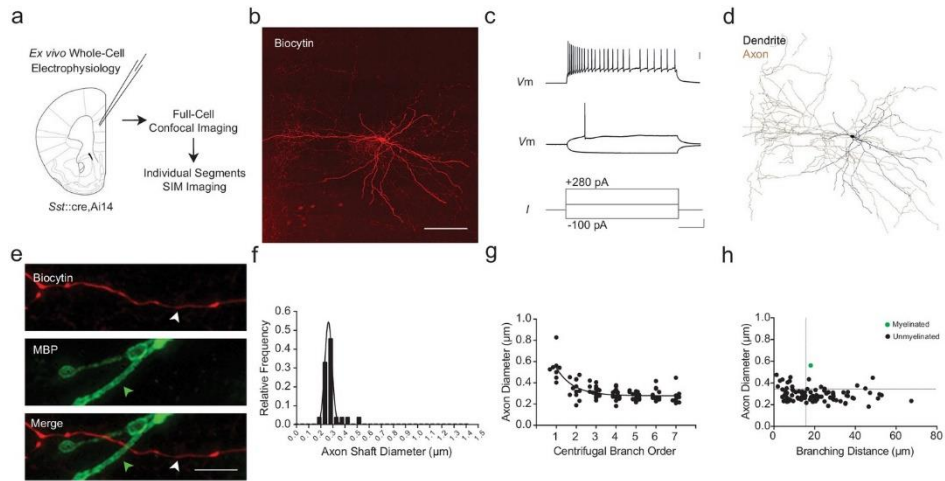 a
Ex vivo Whole-Cell
Electrophysiology
Full-Cell
Confocal Imaging
Individual Segments
SIM Imaging
Sst::cre,Ai14
b
Biocytin
c
Vm
Vm
I
+280 pA
-100 pA
d
Dendrite
Axon
e
Biocytin
MBP
Merge
f
Relative Frequency
0.6
0.5
0.4
0.3
0.2
0.1
0.0
0.0 0.1 0.2 0.3 0.4 0.5 0.6 0.7 0.8 0.9 1.0 1.1 1.2 1.3 1.4 1.5
Axon Shaft Diameter (μm)
g
Axon Diameter (μm)
1.0
0.8
0.6
0.4
0.2
0.0
1 2 3 4 5 6 7
Centrifugal Branch Order
h
Axon Diameter (μm)
1.0
0.8
0.6
0.4
0.2
0.0
0 20 40 60 80
Branching Distance (μm)
Myelinated
Unmyelinated